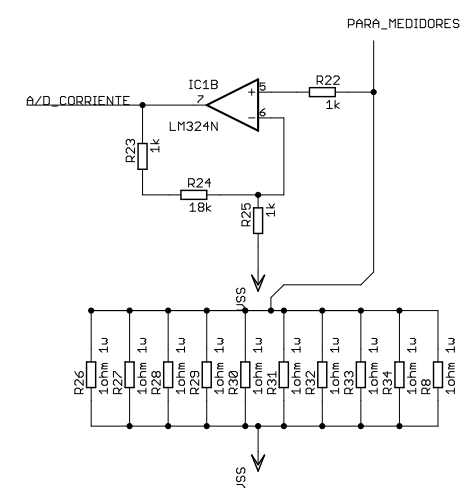 PARA_MEDIDORES
IC1B
R22
5
7
+
A/D_CORRIENTE
1k
6
-
LM324N
R23
1k
R24
18k
R25
1k
VSS
R26
1ohm 1w
R27
1ohm 1w
R28
1ohm 1w
R29
1ohm 1w
R30
1ohm 1w
R31
1ohm 1w
R32
1ohm 1w
R33
1ohm 1w
R34
1ohm 1w
R8
1ohm 1w
VSS